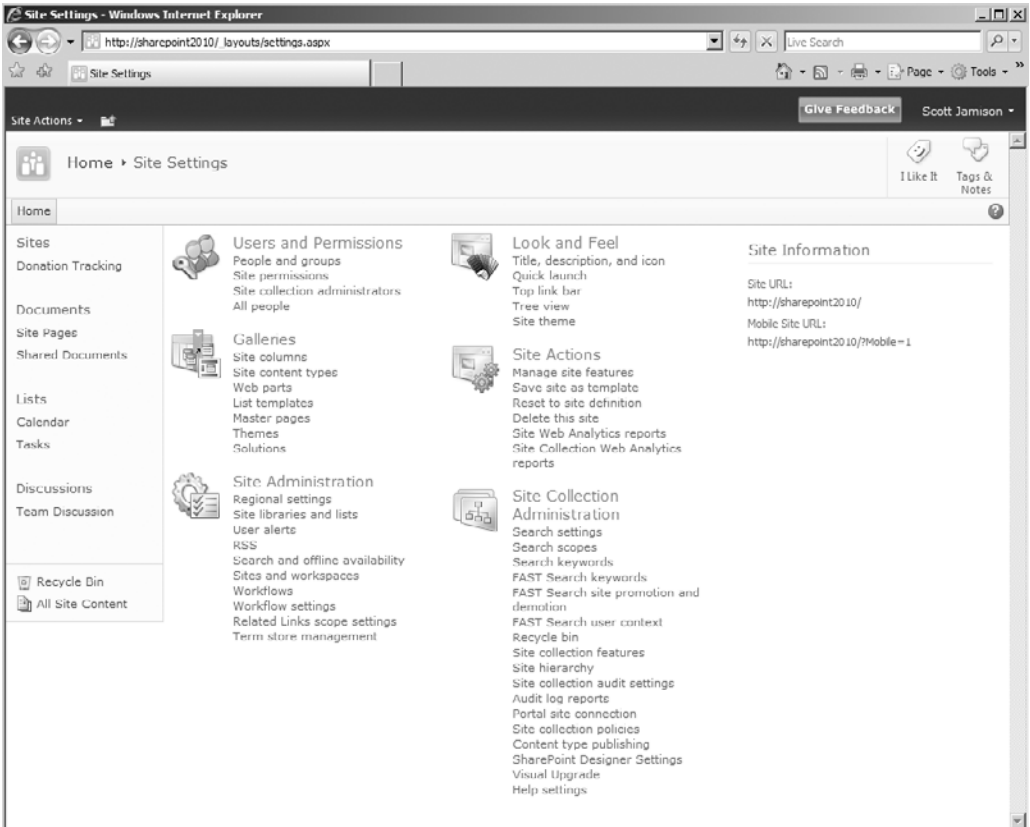 Site Settings - Windows Internet Explorer
http://sharepoint2010/_layouts/settings.aspx
Live Search
Site Settings
Page
Tools
Site Actions
Give Feedback
Scott Jamison
Home
Site Settings
I Like It
Tags &
Notes
Home
Sites
Donation Tracking
Documents
Site Pages
Shared Documents
Lists
Calendar
Tasks
Discussions
Team Discussion
Recycle Bin
All Site Content
Users and Permissions
People and groups
Site permissions
Site collection administrators
All people
Galleries
Site columns
Site content types
Web parts
List templates
Master pages
Themes
Solutions
Site Administration
Regional settings
Site libraries and lists
User alerts
RSS
Search and offline availability
Sites and workspaces
Workflows
Workflow settings
Related Links scope settings
Term store management
Look and Feel
Title, description, and icon
Quick launch
Top link bar
Tree view
Site theme
Site Actions
Manage site features
Save site as template
Reset to site definition
Delete this site
Site Web Analytics reports
Site Collection Web Analytics
reports
Site Collection
Administration
Search settings
Search scopes
Search keywords
FAST Search keywords
FAST Search site promotion and
demotion
FAST Search user context
Recycle bin
Site collection features
Site hierarchy
Site collection audit settings
Audit log reports
Portal site connection
Site collection policies
Content type publishing
SharePoint Designer Settings
Visual Upgrade
Help settings
Site Information
Site URL:
http://sharepoint2010/
Mobile Site URL:
http://sharepoint2010/?Mobile=1